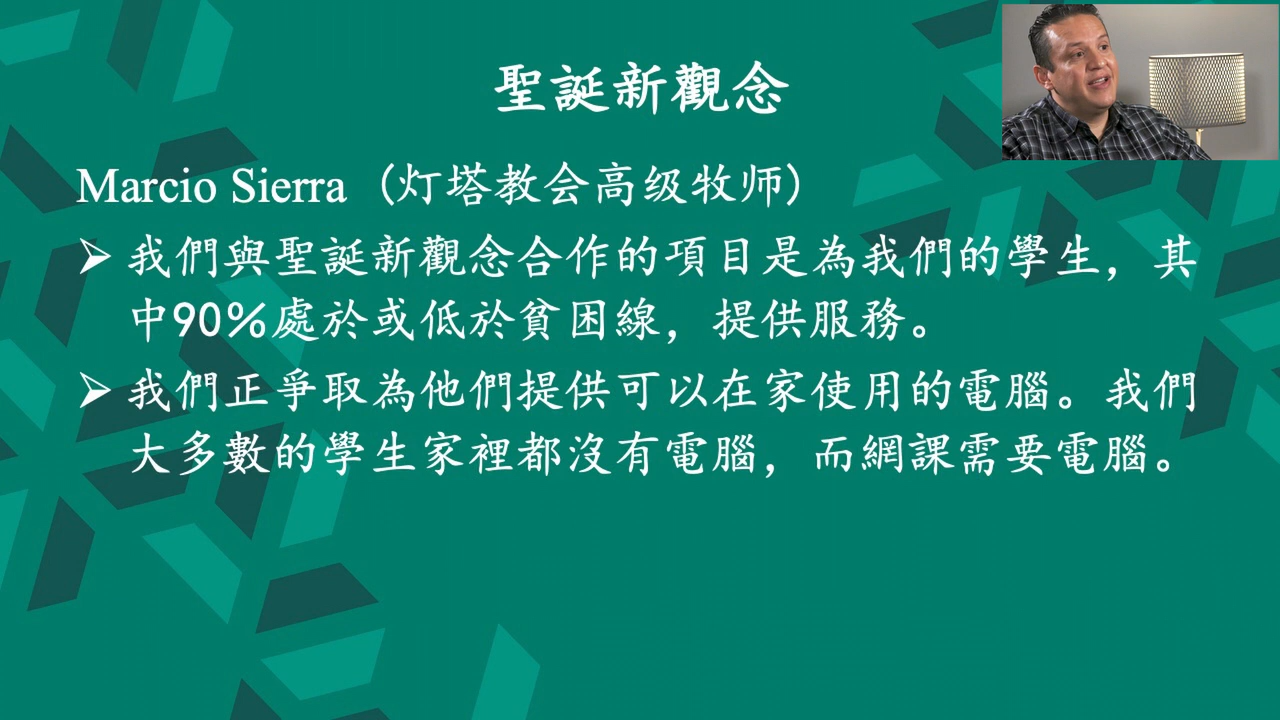 聖誕新觀念
Marcio Sierra（灯塔教会高级牧师）
➢ 我們與聖誕新觀念合作的項目是為我們的學生，其
中90%處於或低於貧困線，提供服務。
➢ 我們正爭取為他們提供可以在家使用的電腦。我們
大多數的學生家裡都沒有電腦，而網課需要電腦。